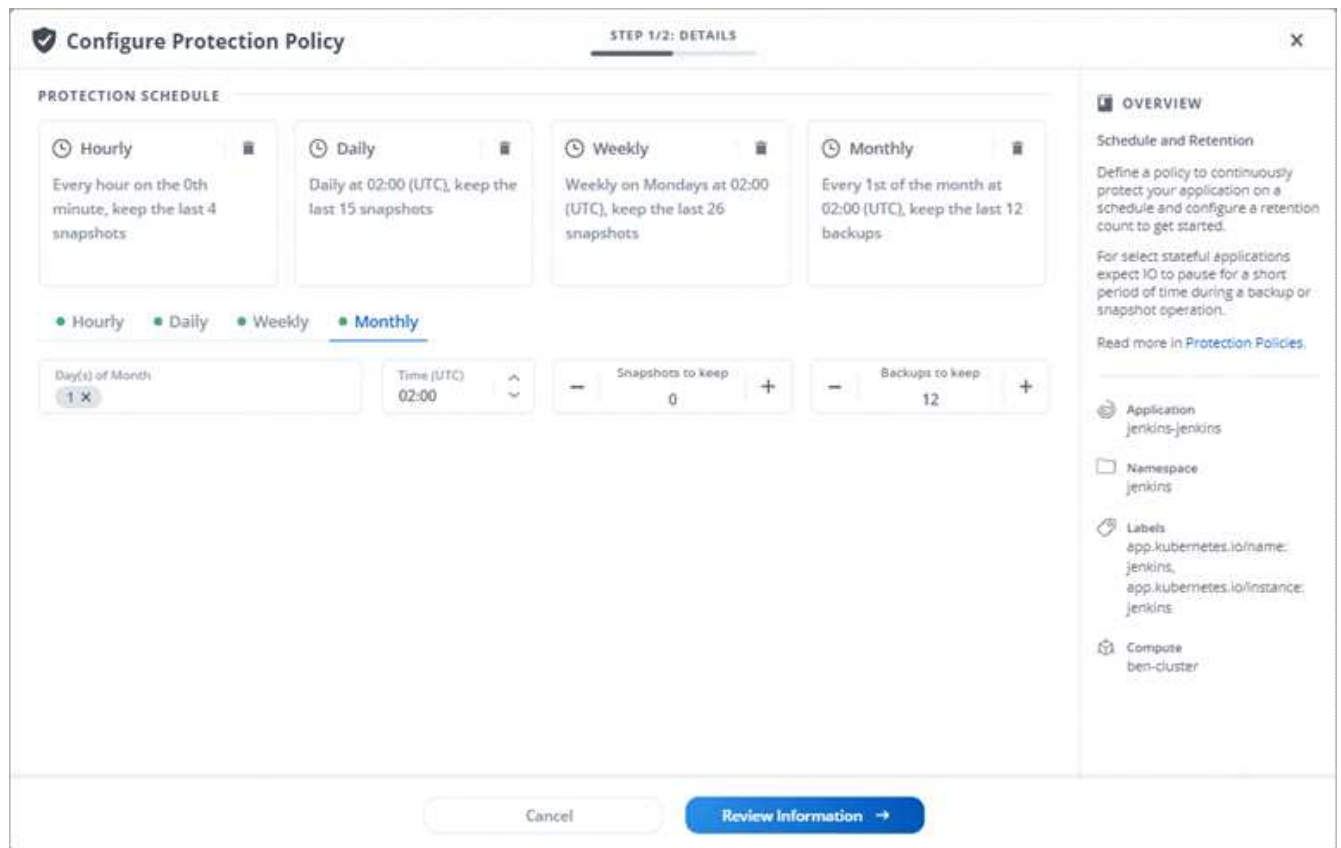 Configure Protection Policy
STEP 1/2: DETAILS
PROTECTION SCHEDULE
Hourly
Every hour on the 0th
minute, keep the last 4
snapshots
Daily
Daily at 02:00 (UTC), keep the
last 15 snapshots
Weekly
Weekly on Mondays at 02:00
(UTC), keep the last 26
snapshots
Monthly
Every 1st of the month at
02:00 (UTC), keep the last 12
backups
Hourly Daily Weekly Monthly
Day(s) of Month
1 ×
Time (UTC)
02:00
Snapshots to keep
0
Backups to keep
12
OVERVIEW
Schedule and Retention
Define a policy to continuously
protect your application on a
schedule and configure a retention
count to get started.
For select stateful applications
expect IO to pause for a short
period of time during a backup or
snapshot operation.
Read more in Protection Policies.
Application
jenkins-jenkins
Namespace
jenkins
Labels
app.kubernetes.io/name:
jenkins,
app.kubernetes.io/instance:
jenkins
Compute
ben-cluster
Cancel
Review Information →